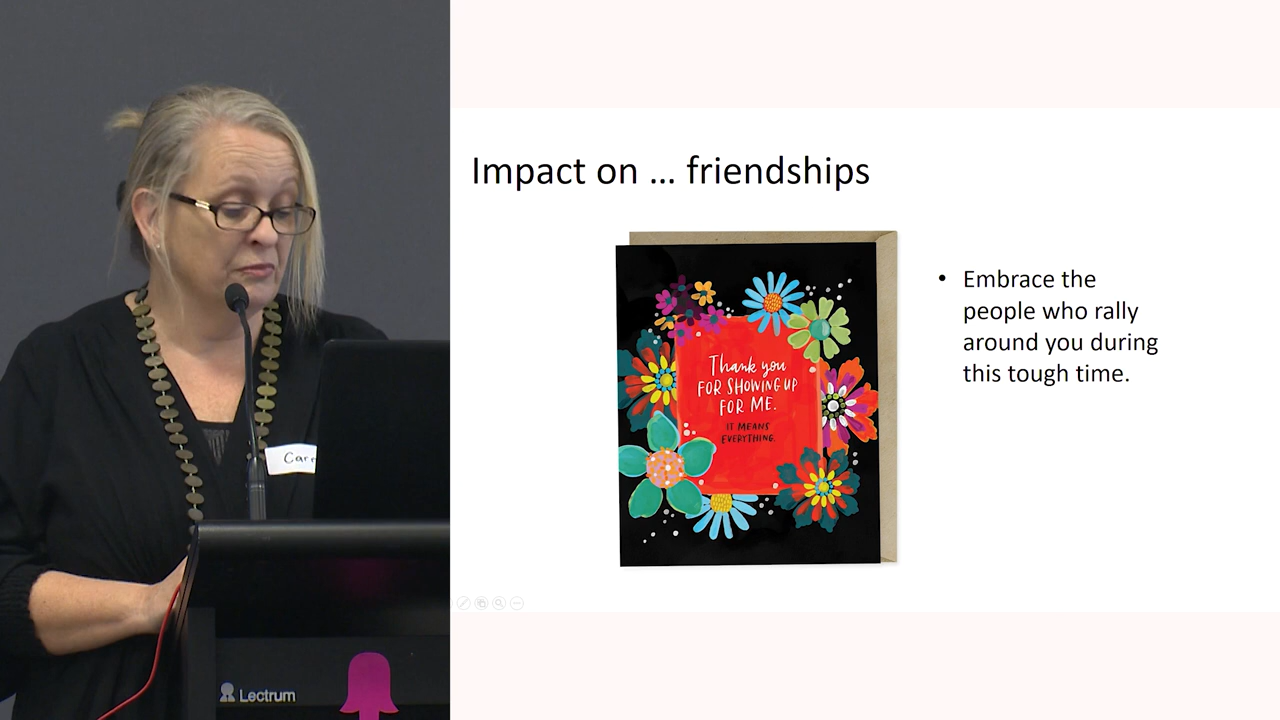 Impact on ... friendships
Thank you
FOR SHOWING UP
FOR ME.
IT MEANS
EVERYTHING.
• Embrace the
people who rally
around you during
this tough time.
Lectrum